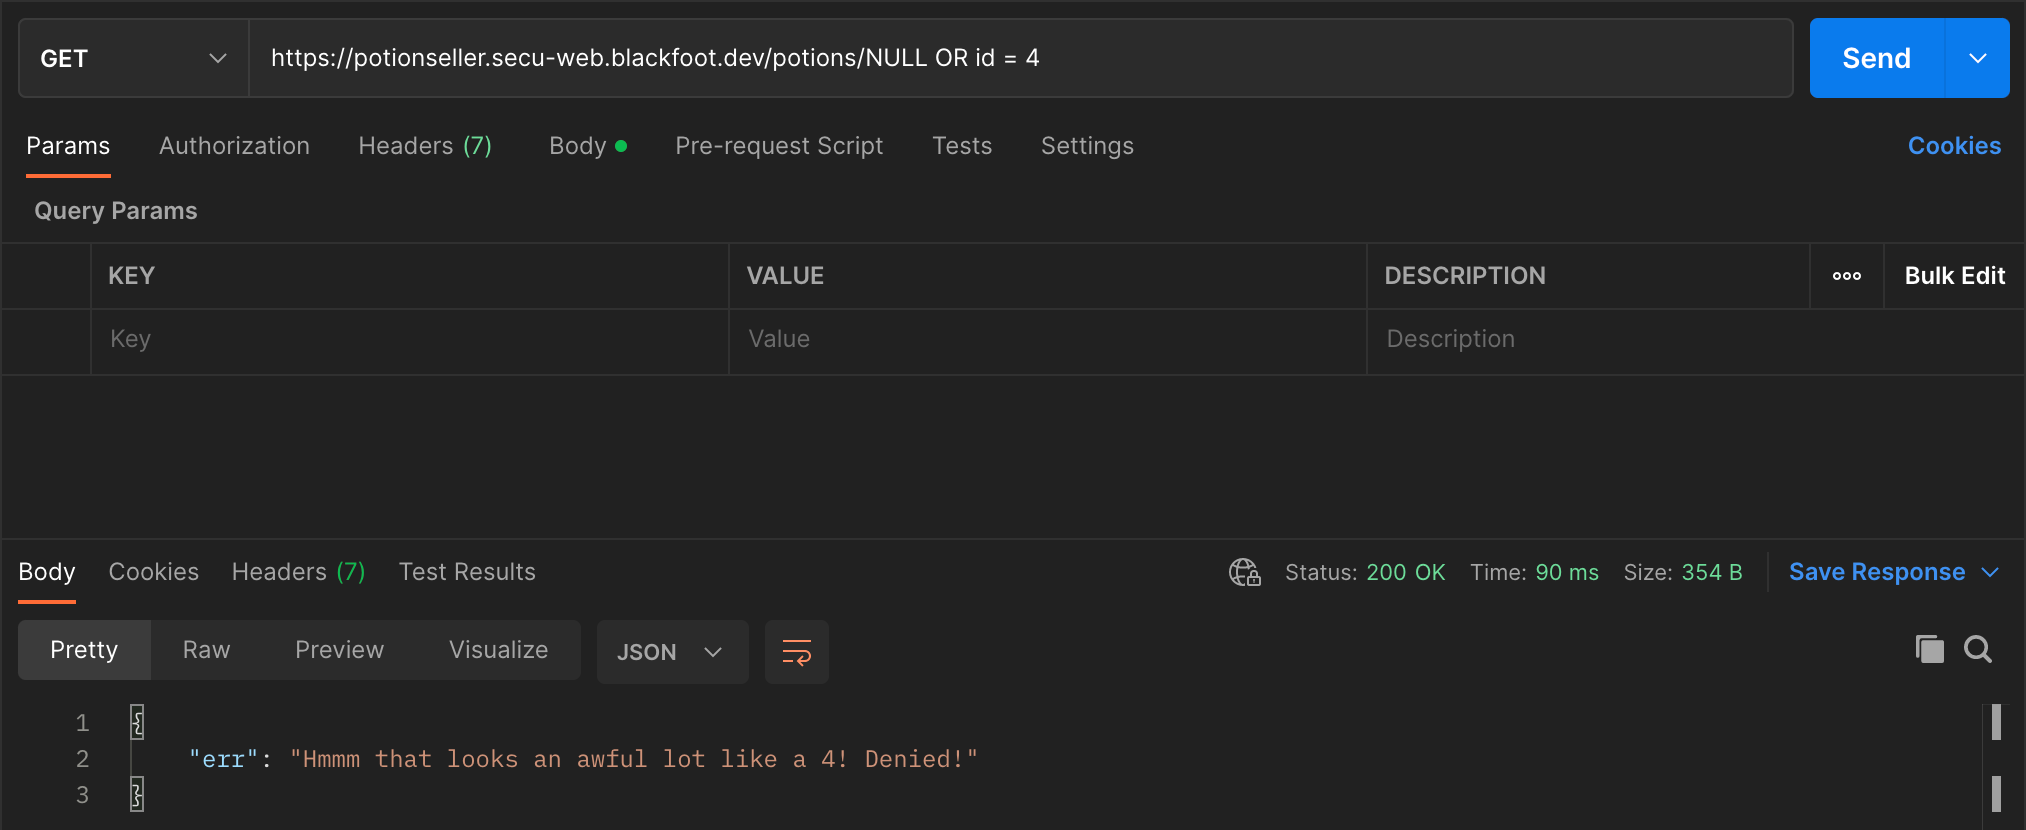 GET https://potionseller.secu-web.blackfoot.dev/potions/NULL OR id = 4 Send
Params Authorization Headers (7) Body Pre-request Script Tests Settings Cookies
Query Params
KEY VALUE DESCRIPTION ooo Bulk Edit
Key Value Description
Body Cookies Headers (7) Test Results Status: 200 OK Time: 90 ms Size: 354 B Save Response
Pretty Raw Preview Visualize JSON
1 {
2 "err": "Hmmm that looks an awful lot like a 4! Denied!"
3 }